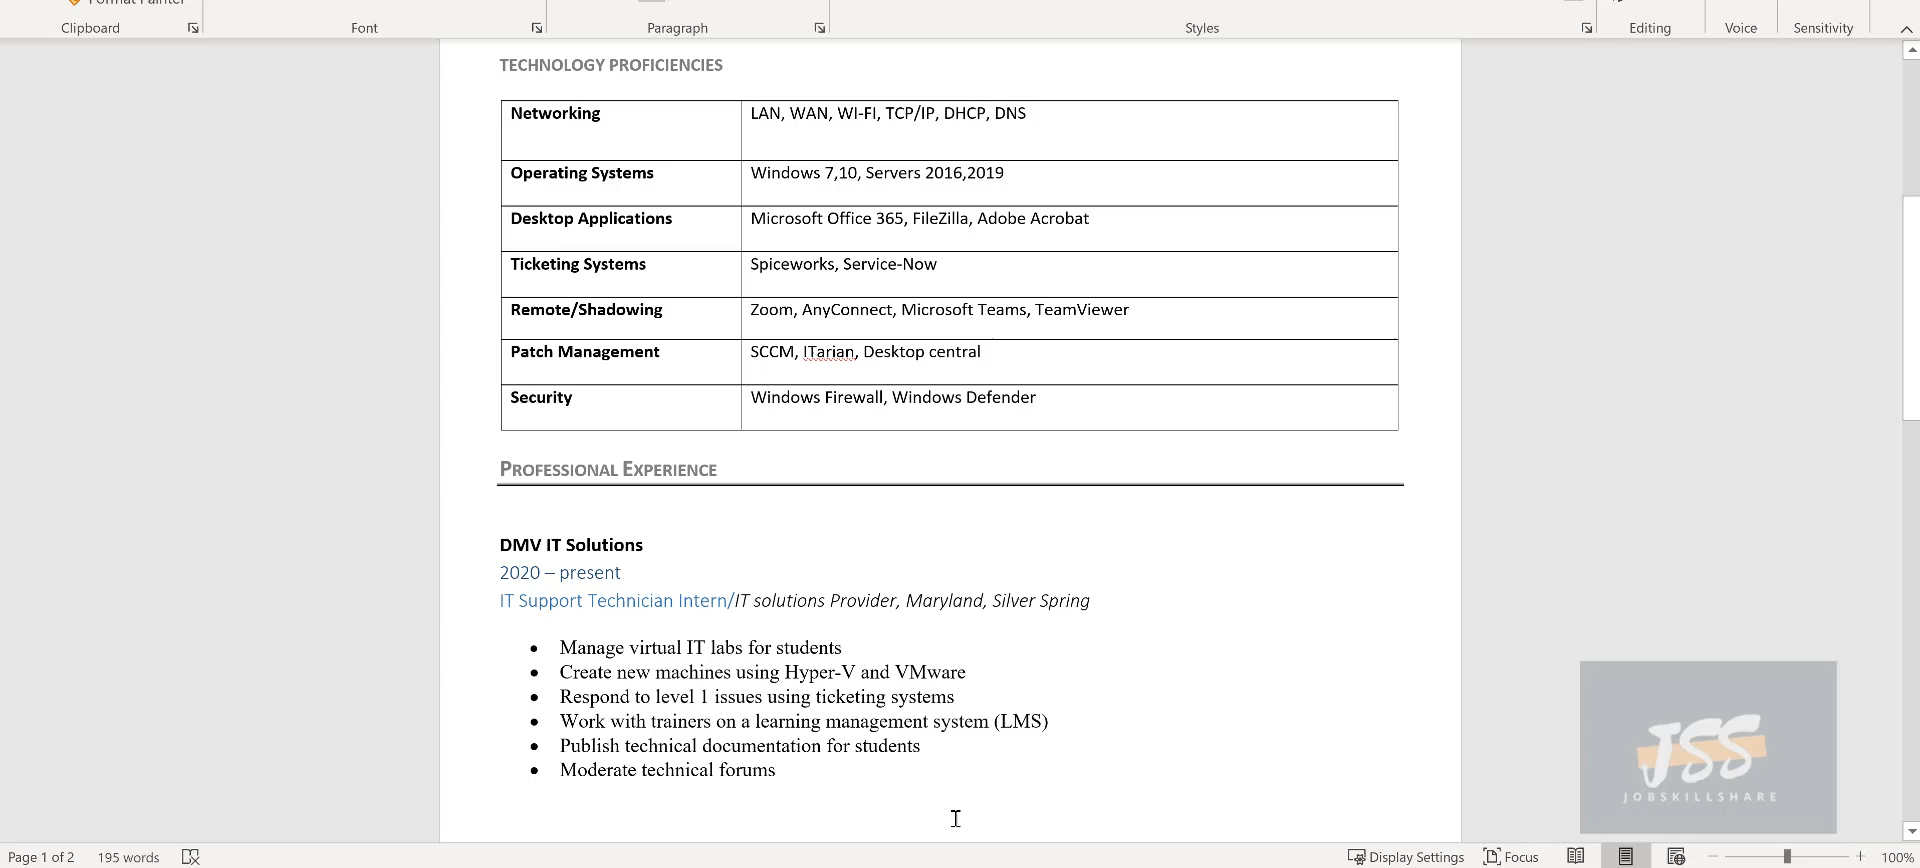 Format Painter
Clipboard Font Paragraph Styles Editing Voice Sensitivity
TECHNOLOGY PROFICIENCIES
Networking LAN, WAN, WI-FI, TCP/IP, DHCP, DNS
Operating Systems Windows 7,10, Servers 2016,2019
Desktop Applications Microsoft Office 365, FileZilla, Adobe Acrobat
Ticketing Systems Spiceworks, Service-Now
Remote/Shadowing Zoom, AnyConnect, Microsoft Teams, TeamViewer
Patch Management SCCM, ITarian, Desktop central
Security Windows Firewall, Windows Defender
PROFESSIONAL EXPERIENCE
DMV IT Solutions
2020 – present
IT Support Technician Intern/IT solutions Provider, Maryland, Silver Spring
• Manage virtual IT labs for students
• Create new machines using Hyper-V and VMware
• Respond to level 1 issues using ticketing systems
• Work with trainers on a learning management system (LMS)
• Publish technical documentation for students
• Moderate technical forums
JSS
JOBSKILLSHARE
Page 1 of 2 195 words Display Settings Focus 100%